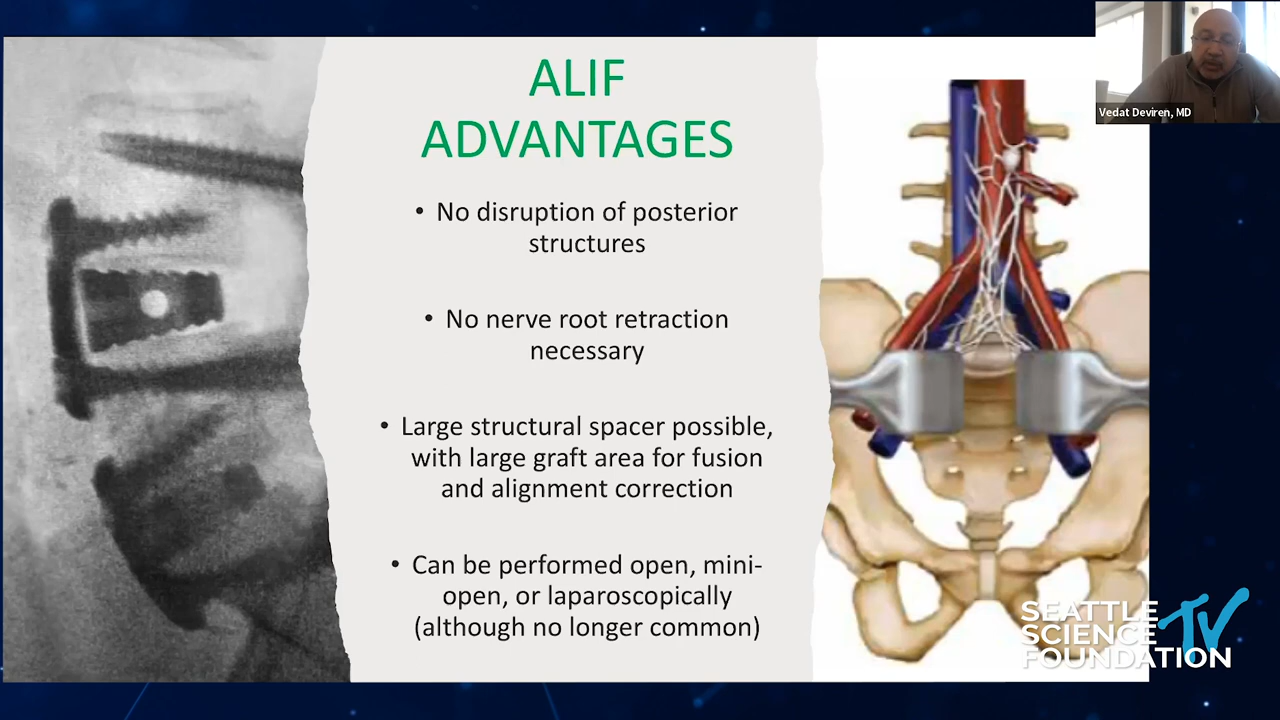 ALIF
ADVANTAGES
• No disruption of posterior
structures
• No nerve root retraction
necessary
• Large structural spacer possible,
with large graft area for fusion
and alignment correction
• Can be performed open, mini-
open, or laparoscopically
(although no longer common)
Vedat Deviren, MD
SEATTLE
SCIENCE
FOUNDATION
TV